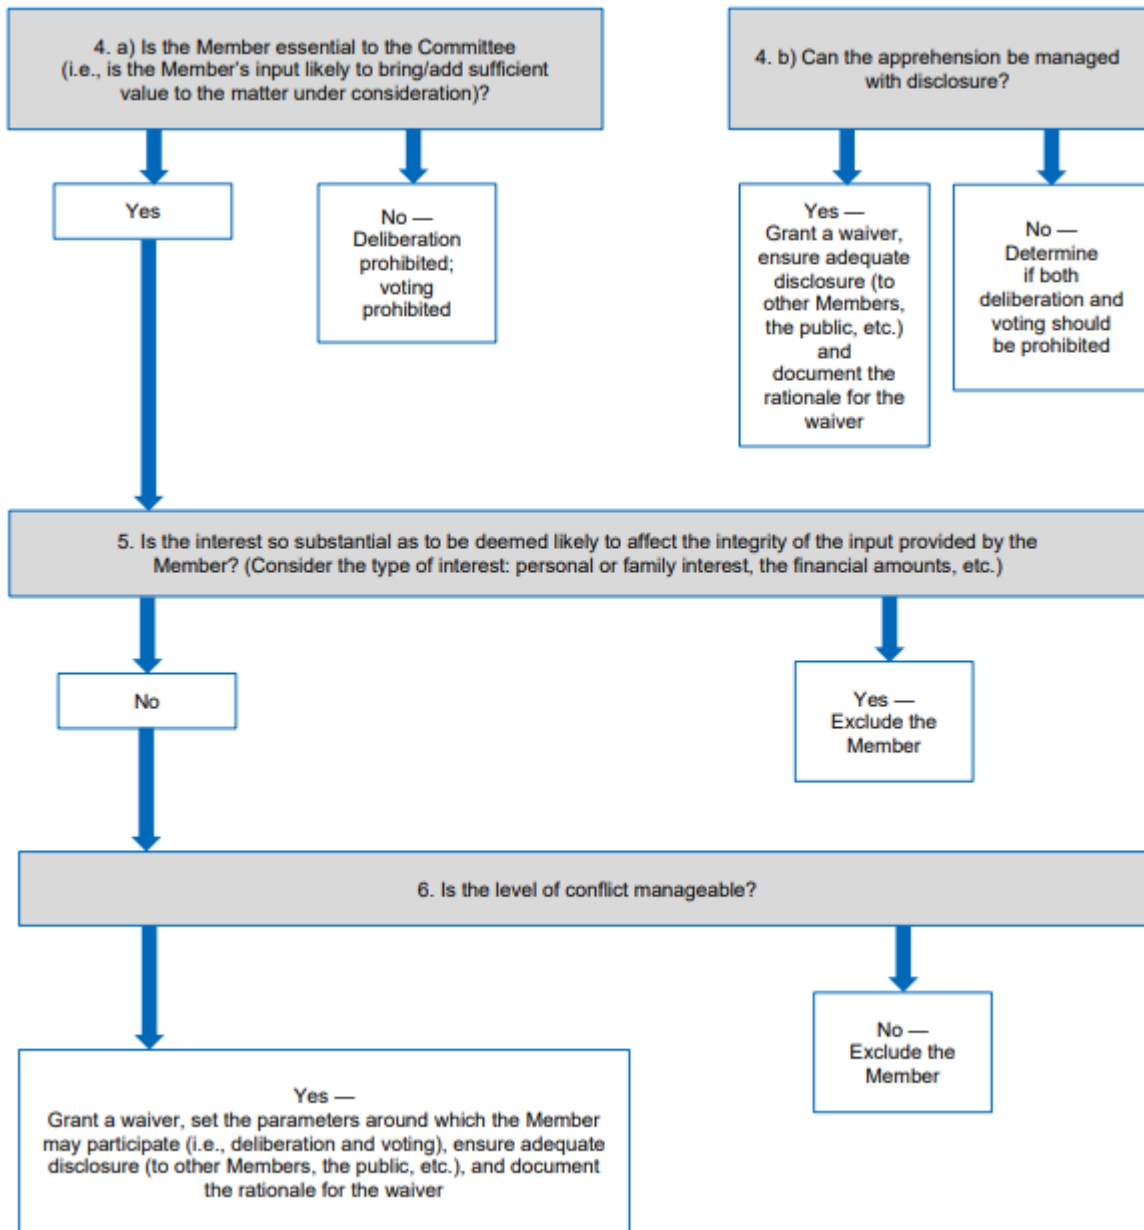 4. a) Is the Member essential to the Committee
(i.e., is the Member's input likely to bring/add sufficient
value to the matter under consideration)?
4. b) Can the apprehension be managed
with disclosure?
Yes
No —
Deliberation
prohibited;
voting
prohibited
Yes —
Grant a waiver,
ensure adequate
disclosure (to
other Members,
the public, etc.)
and
document the
rationale for the
waiver
No —
Determine
if both
deliberation and
voting should
be prohibited
5. Is the interest so substantial as to be deemed likely to affect the integrity of the input provided by the
Member? (Consider the type of interest: personal or family interest, the financial amounts, etc.)
No
Yes —
Exclude the
Member
6. Is the level of conflict manageable?
No —
Exclude the
Member
Yes —
Grant a waiver, set the parameters around which the Member
may participate (i.e., deliberation and voting), ensure adequate
disclosure (to other Members, the public, etc.), and document
the rationale for the waiver